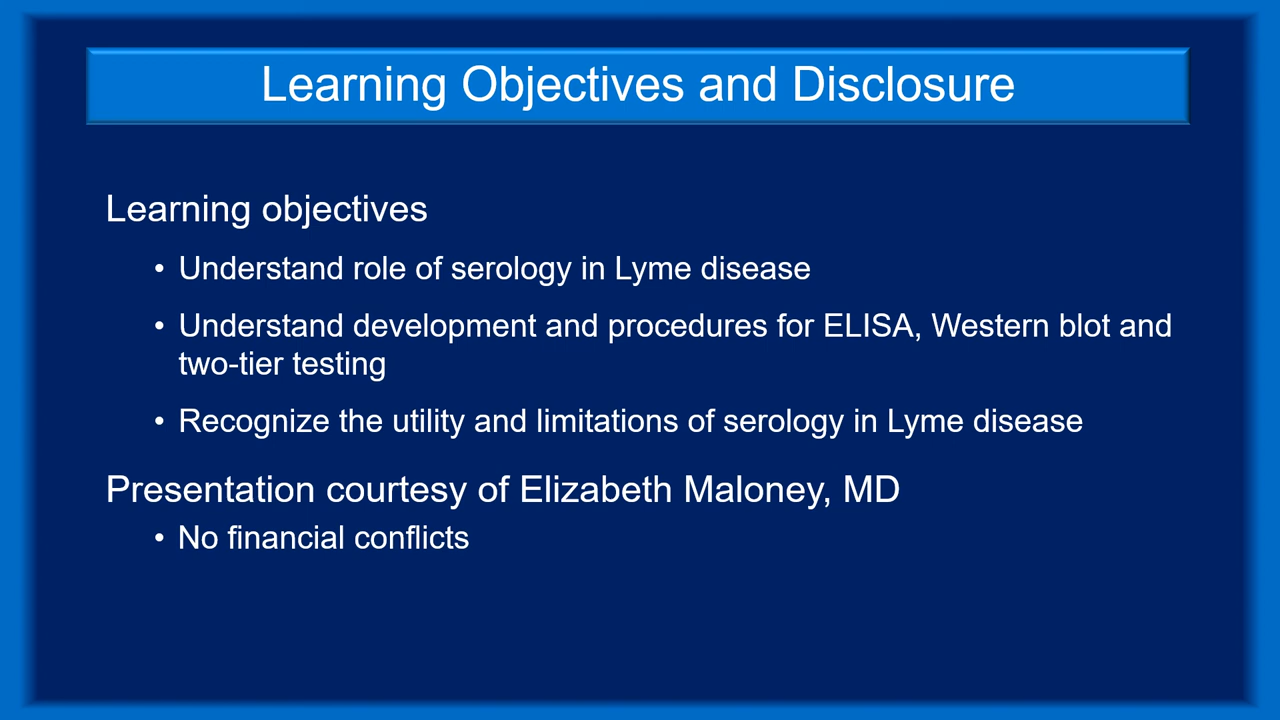 Learning Objectives and Disclosure
Learning objectives
• Understand role of serology in Lyme disease
• Understand development and procedures for ELISA, Western blot and
two-tier testing
• Recognize the utility and limitations of serology in Lyme disease
Presentation courtesy of Elizabeth Maloney, MD
• No financial conflicts